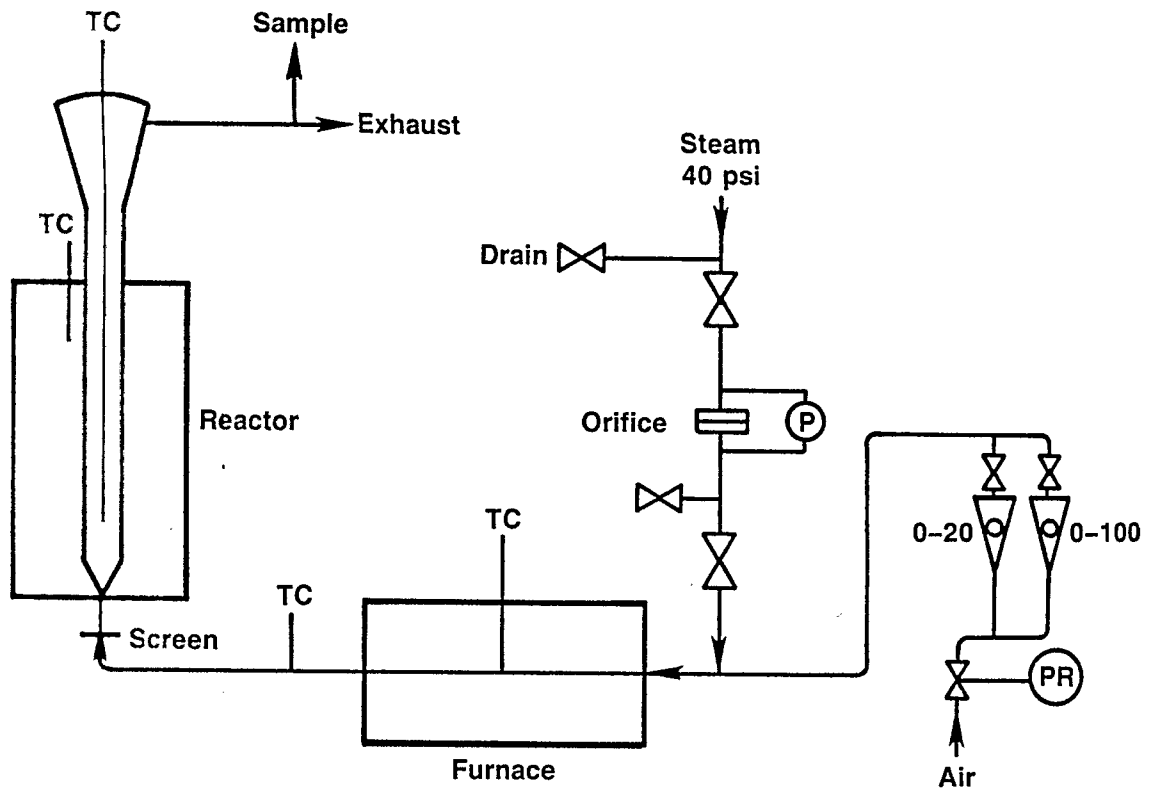 TC
Sample
Exhaust
Steam
40 psi
TC
Drain
Reactor
Orifice
P
TC
0–20
0–100
TC
Screen
PR
Furnace
Air